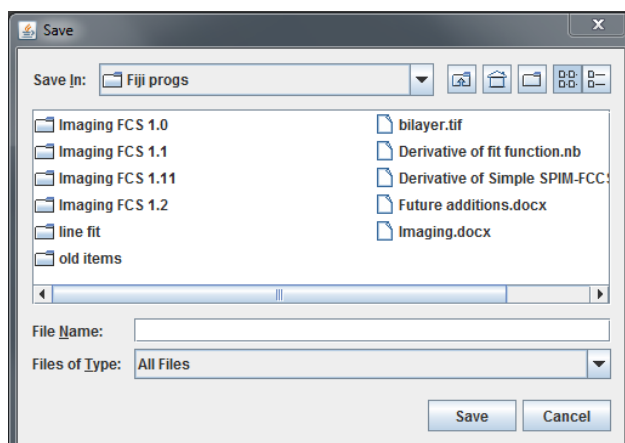 Save
Save In: Fiji progs
Imaging FCS 1.0
Imaging FCS 1.1
Imaging FCS 1.11
Imaging FCS 1.2
line fit
old items
bilayer.tif
Derivative of fit function.nb
Derivative of Simple SPIM-FCCS
Future additions.docx
Imaging.docx
File Name:
Files of Type: All Files
Save Cancel